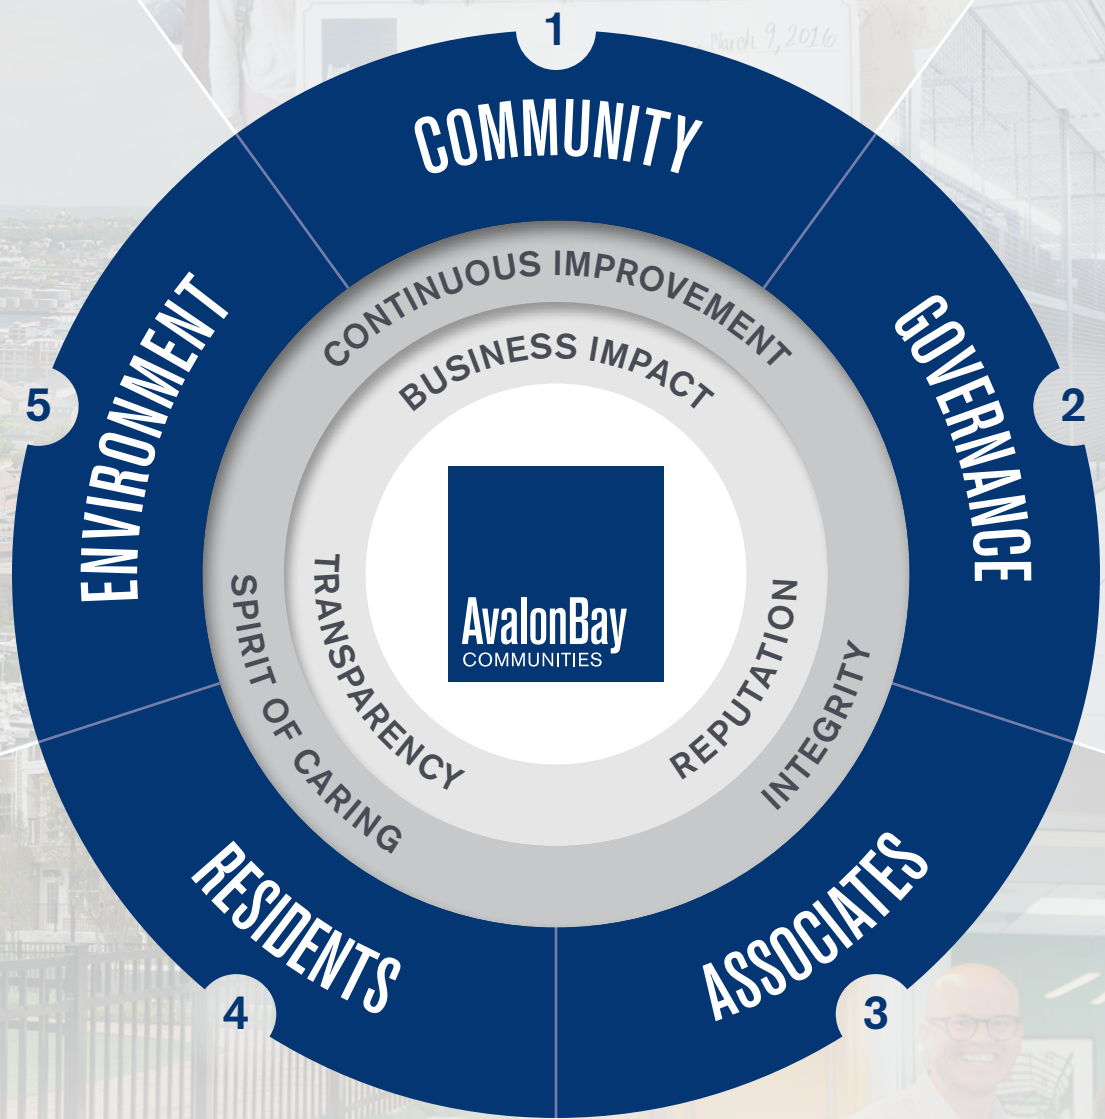 March 9, 2016
1
COMMUNITY
2
GOVERNANCE
3
ASSOCIATES
4
RESIDENTS
5
ENVIRONMENT
CONTINUOUS IMPROVEMENT
INTEGRITY
SPIRIT OF CARING
BUSINESS IMPACT
REPUTATION
TRANSPARENCY
AvalonBay
COMMUNITIES